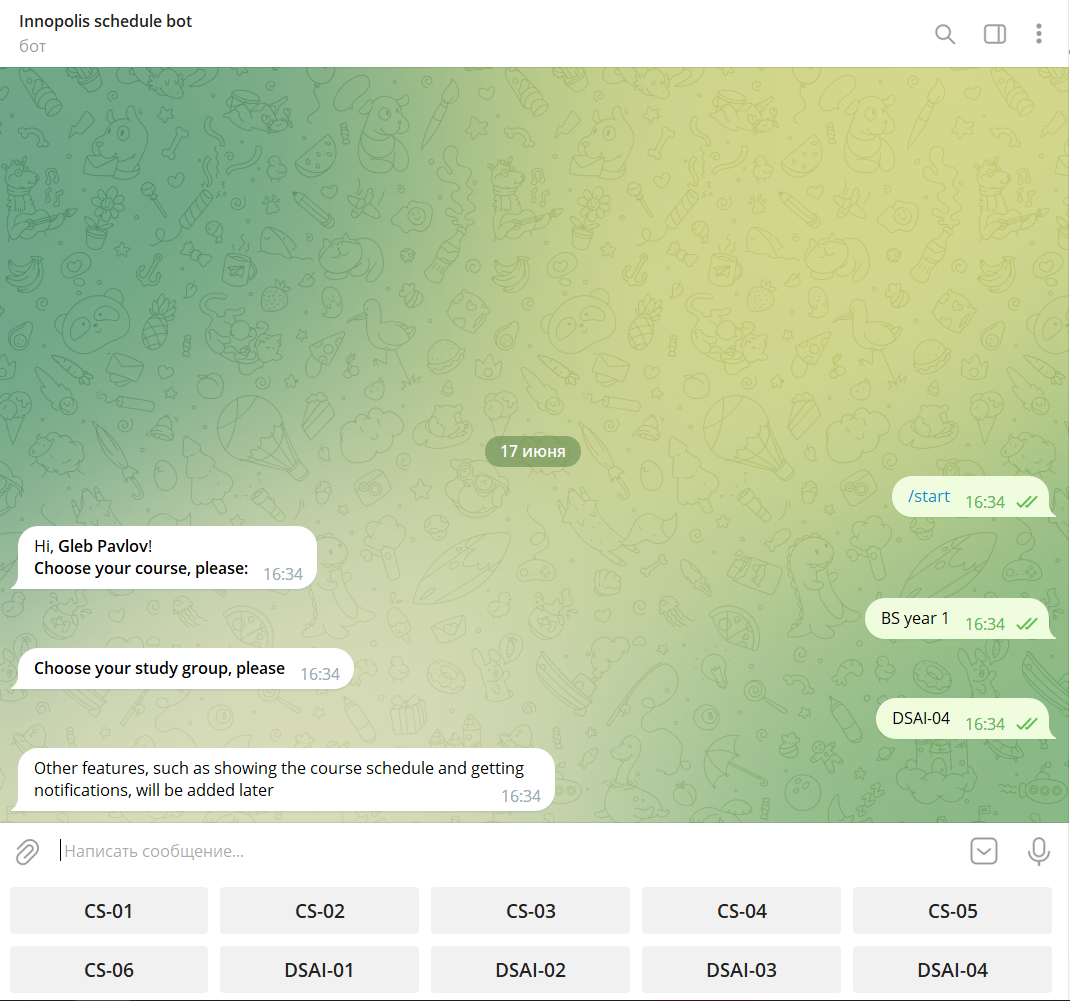 Innopolis schedule bot
бот
17 июня
/start 16:34
Hi, Gleb Pavlov!
Choose your course, please: 16:34
BS year 1 16:34
Choose your study group, please 16:34
DSAI-04 16:34
Other features, such as showing the course schedule and getting
notifications, will be added later 16:34
Написать сообщение...
CS-01 CS-02 CS-03 CS-04 CS-05
CS-06 DSAI-01 DSAI-02 DSAI-03 DSAI-04